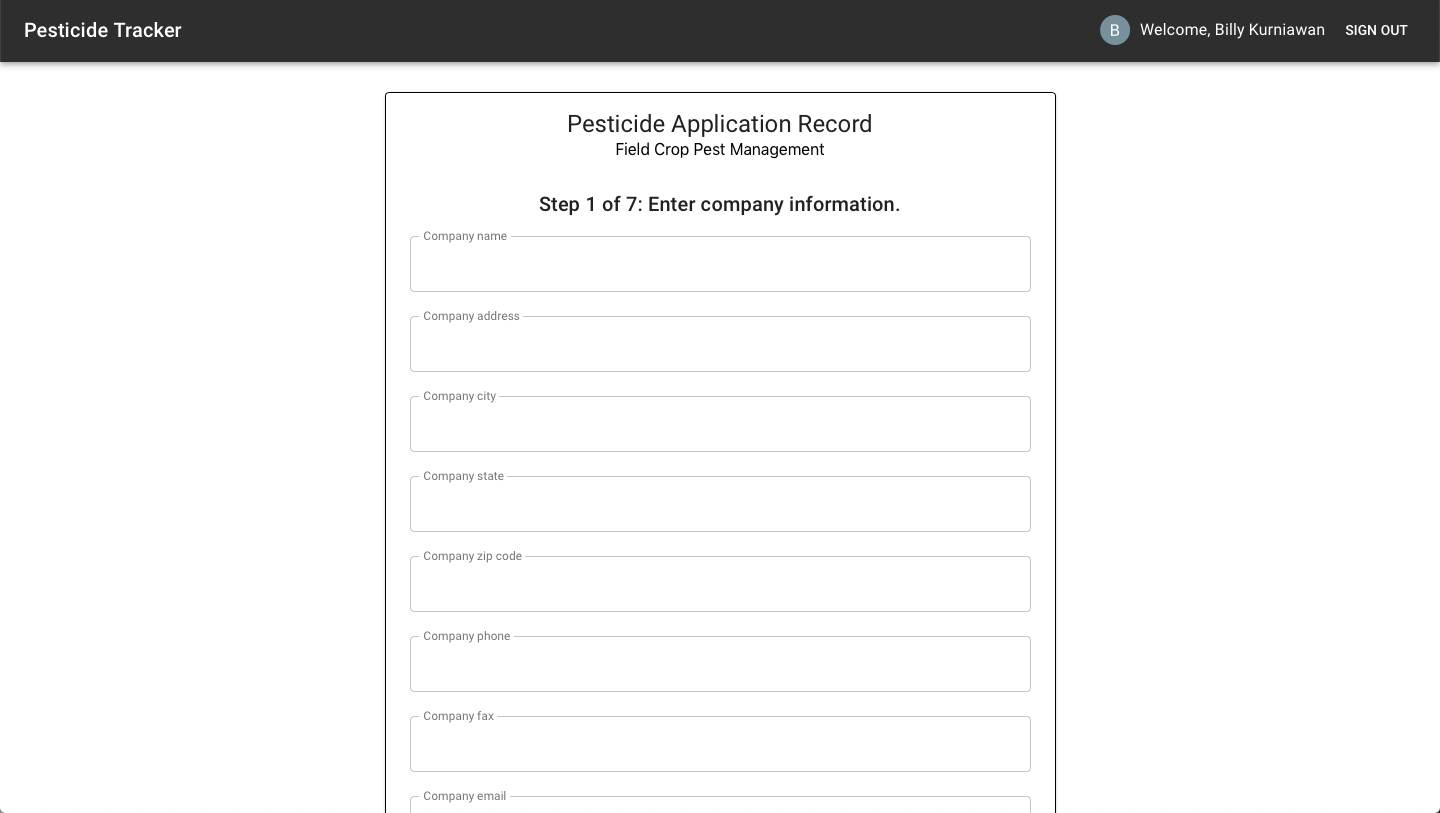 Pesticide Tracker
B Welcome, Billy Kurniawan SIGN OUT
Pesticide Application Record
Field Crop Pest Management
Step 1 of 7: Enter company information.
Company name
Company address
Company city
Company state
Company zip code
Company phone
Company fax
Company email